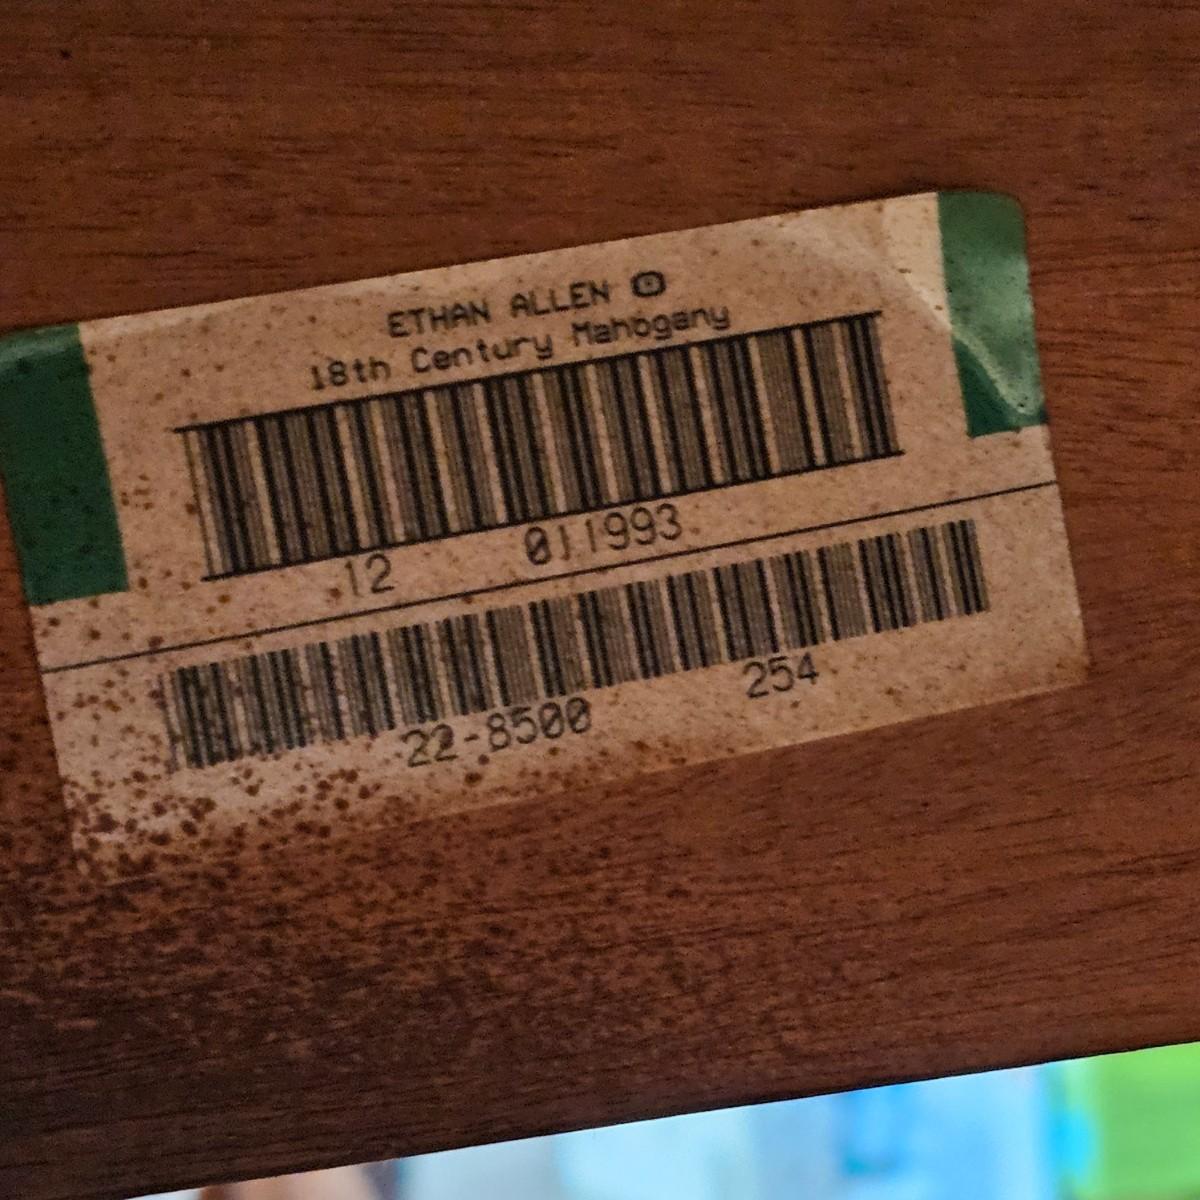 ETHAN ALLEN
18th Century Mahogany
12 011993
22-8500 254